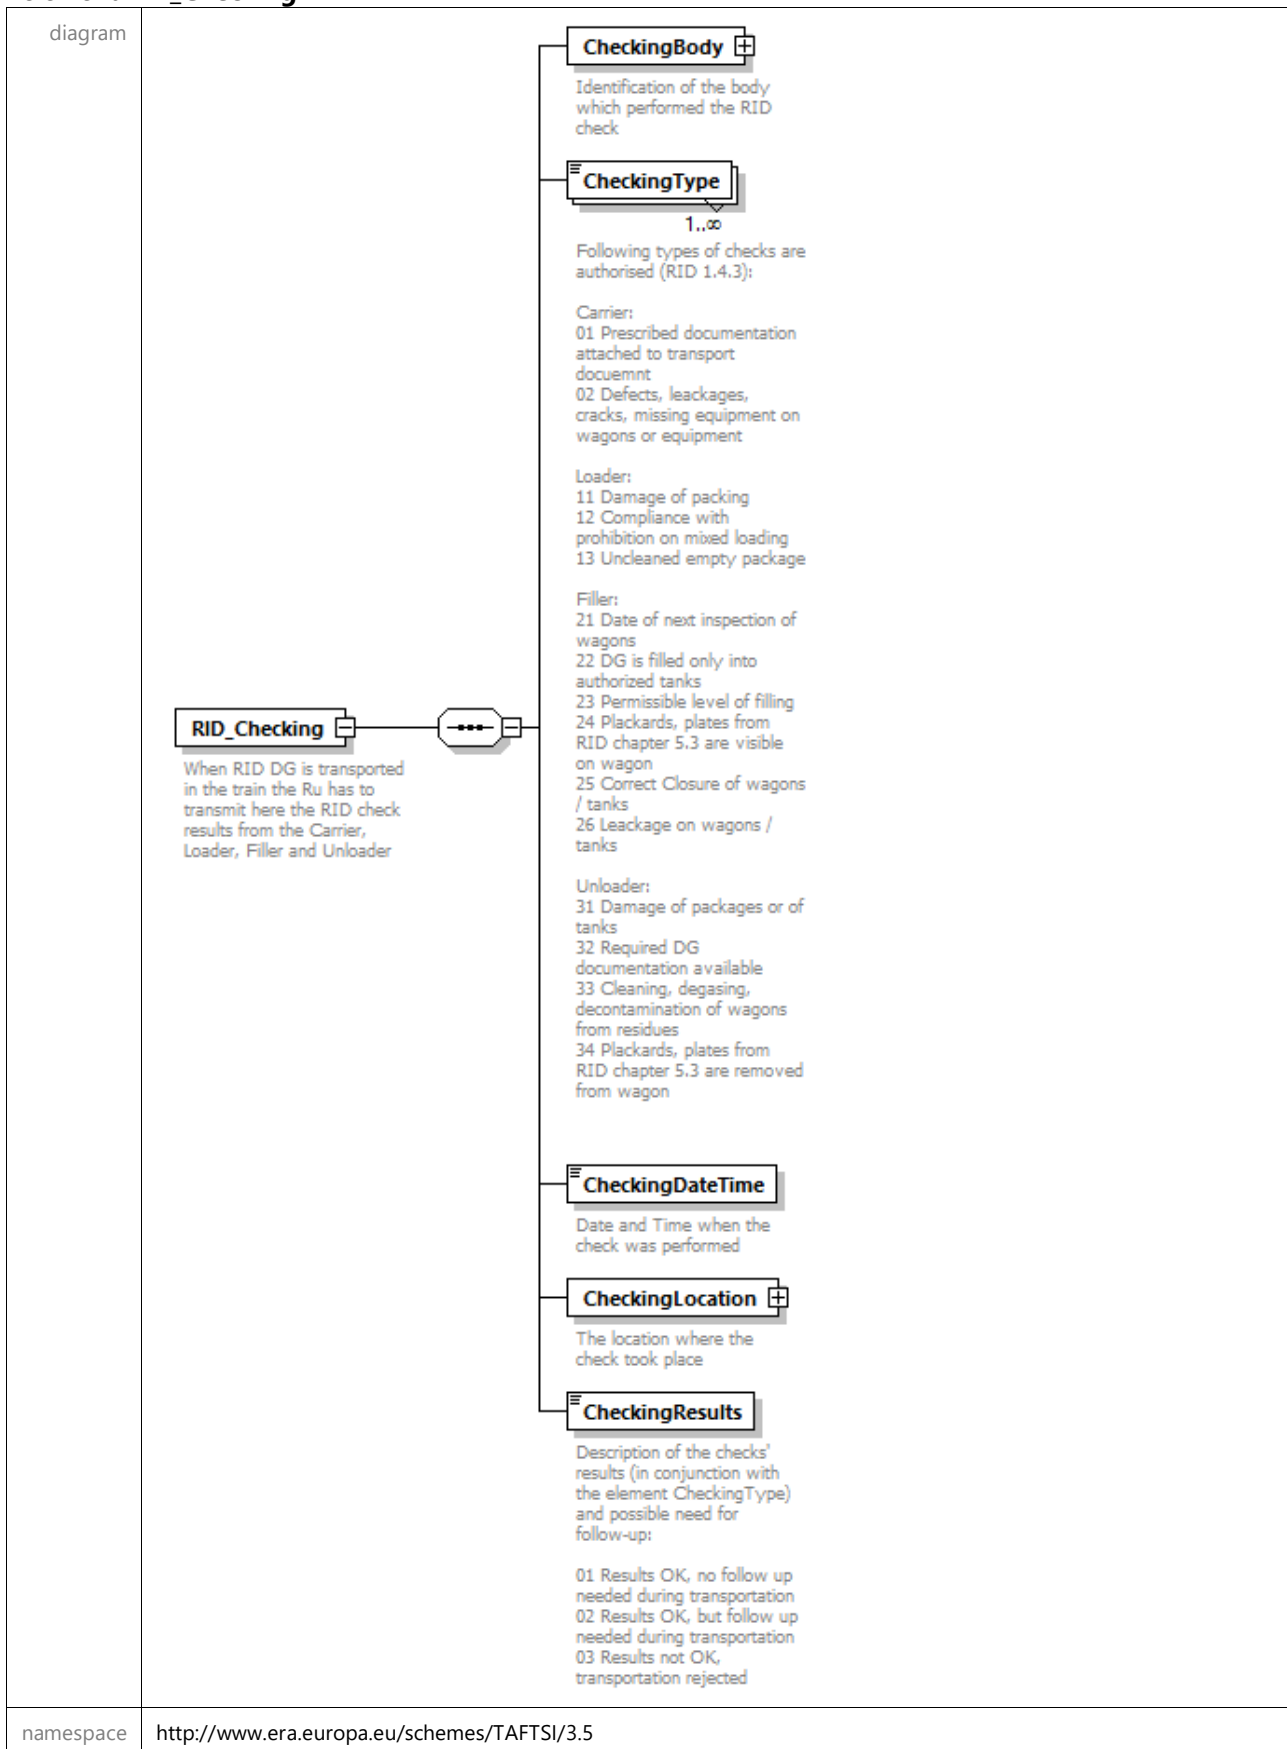 diagram
CheckingBody
Identification of the body
which performed the RID
check
CheckingType
1..∞
Following types of checks are
authorised (RID 1.4.3):
Carrier:
01 Prescribed documentation
attached to transport
docuemnt
02 Defects, leackages,
cracks, missing equipment on
wagons or equipment
Loader:
11 Damage of packing
12 Compliance with
prohibition on mixed loading
13 Uncleaned empty package
Filler:
21 Date of next inspection of
wagons
22 DG is filled only into
authorized tanks
23 Permissible level of filling
24 Plackards, plates from
RID chapter 5.3 are visible
on wagon
25 Correct Closure of wagons
/ tanks
26 Leackage on wagons /
tanks
Unloader:
31 Damage of packages or of
tanks
32 Required DG
documentation available
33 Cleaning, degasing,
decontamination of wagons
from residues
34 Plackards, plates from
RID chapter 5.3 are removed
from wagon
RID_Checking
When RID DG is transported
in the train the Ru has to
transmit here the RID check
results from the Carrier,
Loader, Filler and Unloader
CheckingDateTime
Date and Time when the
check was performed
CheckingLocation
The location where the
check took place
CheckingResults
Description of the checks'
results (in conjunction with
the element CheckingType)
and possible need for
follow-up:
01 Results OK, no follow up
needed during transportation
02 Results OK, but follow up
needed during transportation
03 Results not OK,
transportation rejected
namespace
http://www.era.europa.eu/schemes/TAFTSI/3.5